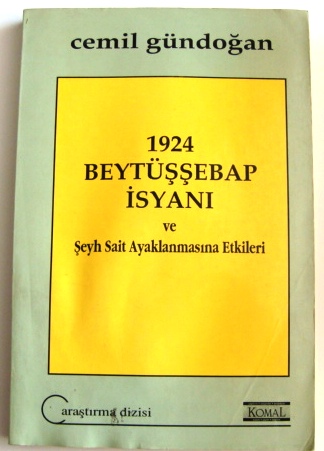 cemil gündoğan
1924
BEYTÜŞŞEBAP
İSYANI
ve
Şeyh Sait Ayaklanmasına Etkileri
araştırma dizisi
KOMAL